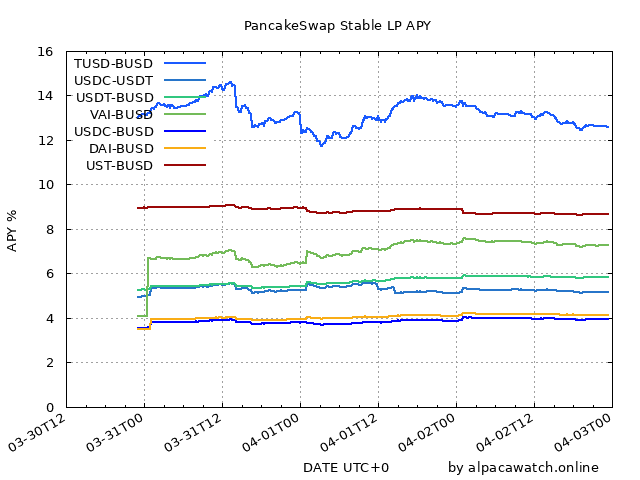 PancakeSwap Stable LP APY
16
14
12
10
8
6
4
2
0
APY %
TUSD-BUSD
USDC-USDT
USDT-BUSD
VAI-BUSD
USDC-BUSD
DAI-BUSD
UST-BUSD
03-30T12
03-31T00
03-31T12
04-01T00
04-01T12
04-02T00
04-02T12
04-03T00
DATE UTC+0
by alpacawatch.online